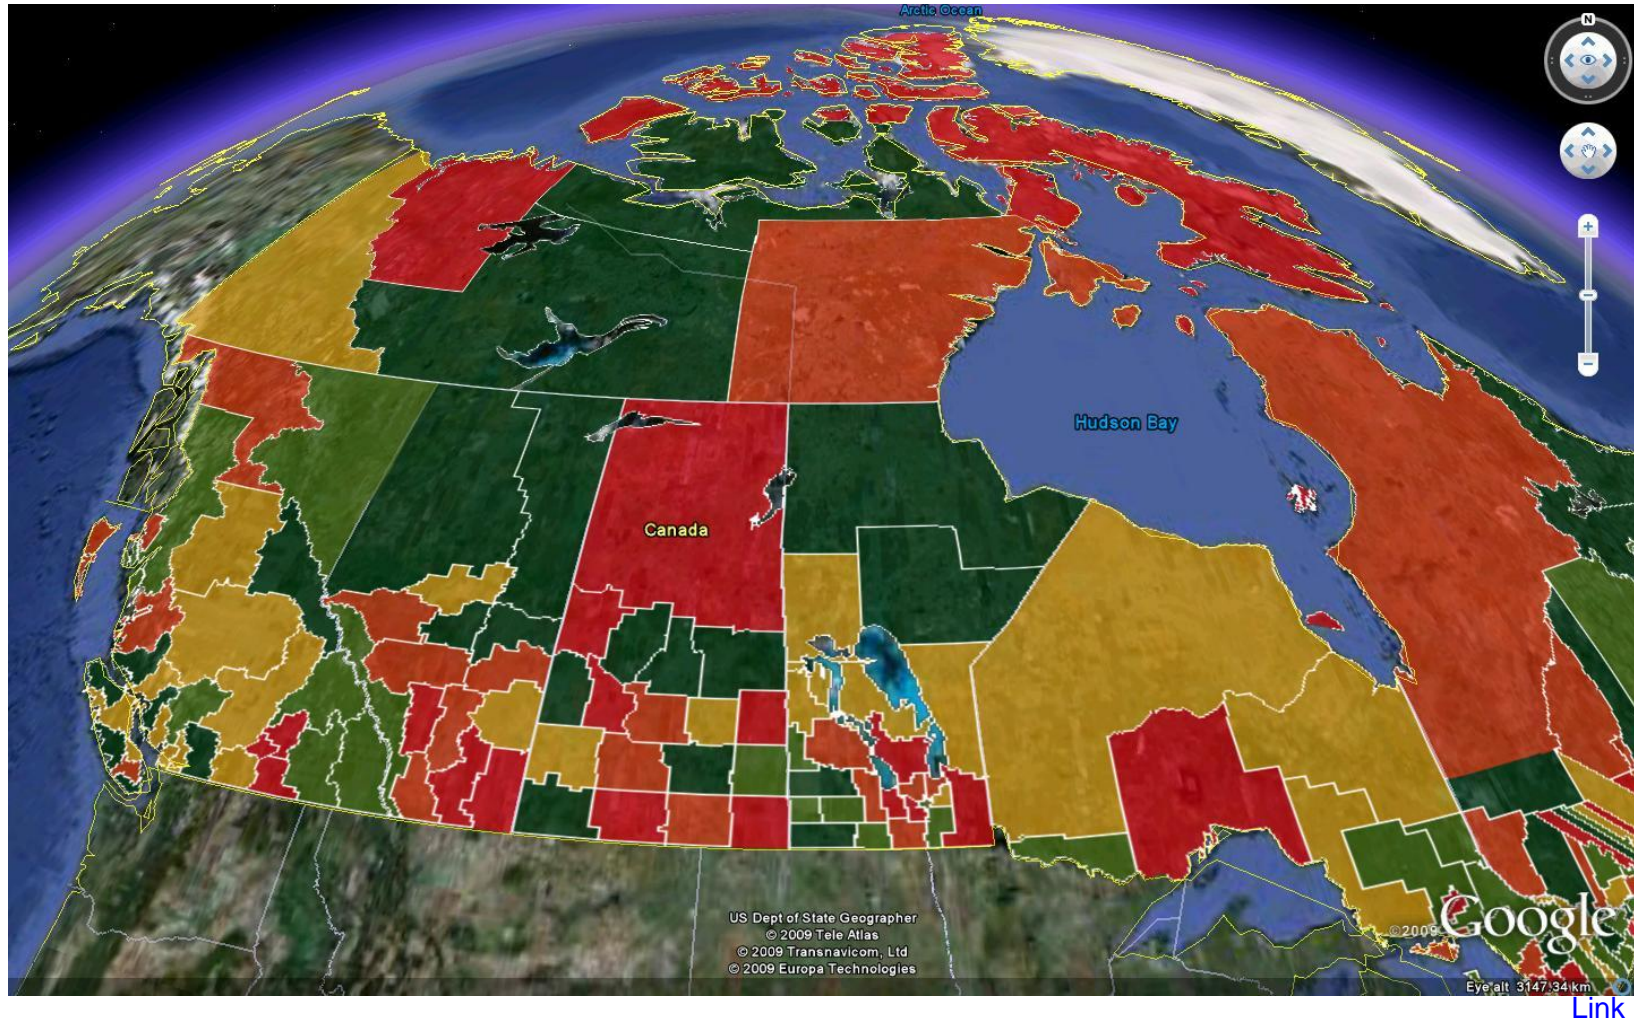 Arctic Ocean
N
Hudson Bay
Canada
US Dept of State Geographer
© 2009 Tele Atlas
© 2009 Transnavicom, Ltd
© 2009 Europa Technologies
©2009 Google
Eye alt 3147.34 km
Link